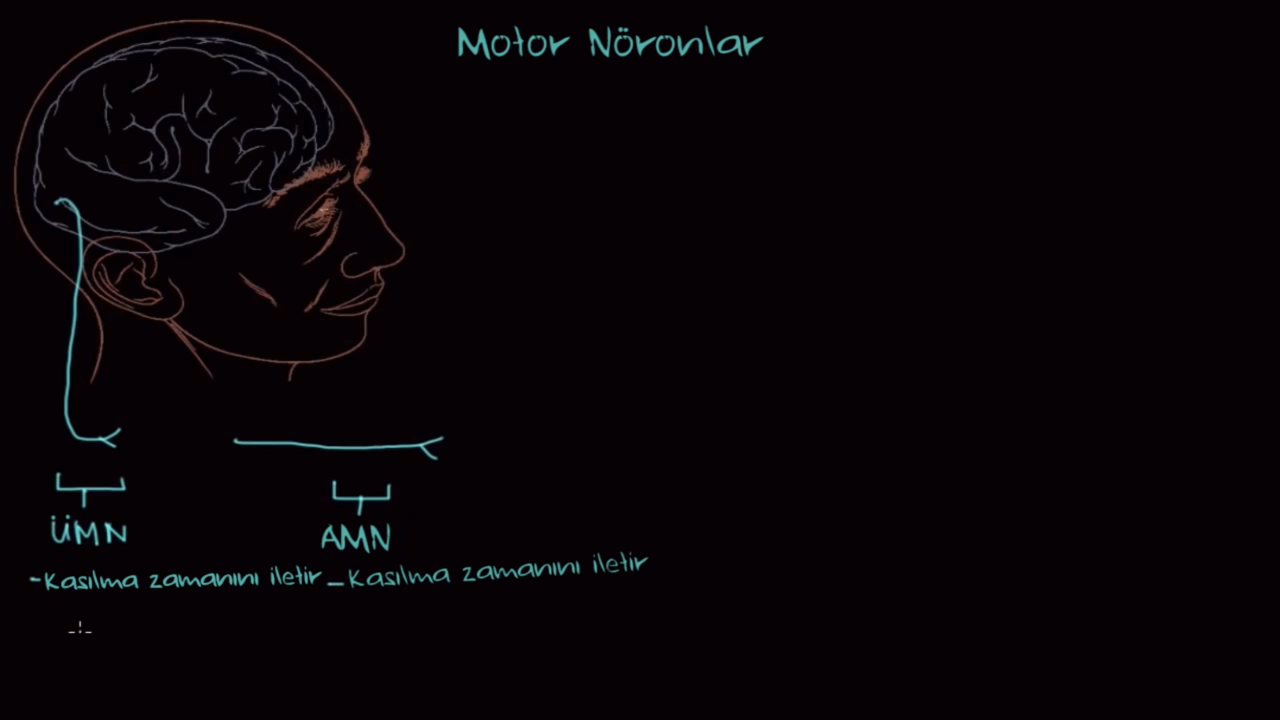 Motor Nöronlar
ÜMN
AMN
-Kasılma zamanını iletir
-Kasılma zamanını iletir